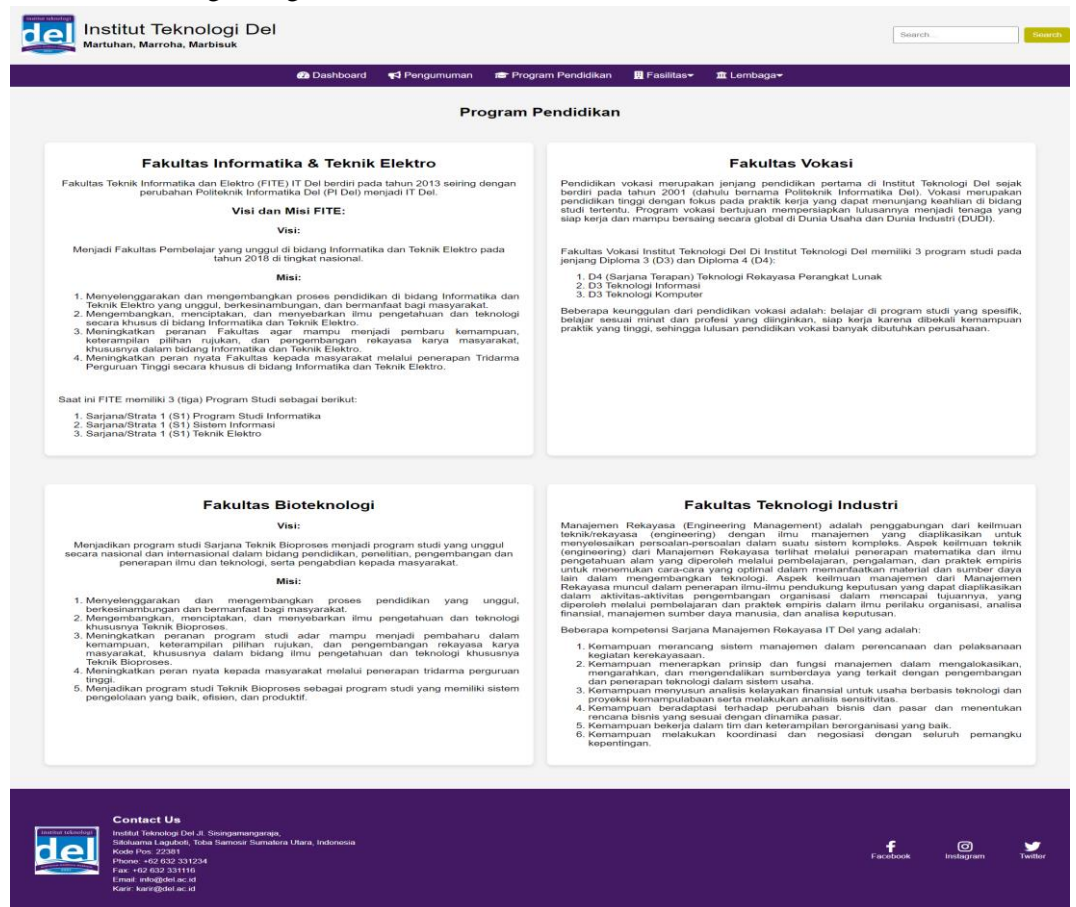 institut teknologi
del
Institut Teknologi Del
Martuhan, Marroha, Marbisuk
Search...
Search
Dashboard
Pengumuman
Program Pendidikan
Fasilitas
Lembaga
Program Pendidikan
Fakultas Informatika & Teknik Elektro
Fakultas Teknik Informatika dan Elektro (FITE) IT Del berdiri pada tahun 2013 seiring dengan
perubahan Politeknik Informatika Del (PI Del) menjadi IT Del.
Visi dan Misi FITE:
Visi:
Menjadi Fakultas Pembelajar yang unggul di bidang Informatika dan Teknik Elektro pada
tahun 2018 di tingkat nasional.
Misi:
1. Menyelenggarakan dan mengembangkan proses pendidikan di bidang Informatika dan
Teknik Elektro yang unggul, berkesinambungan, dan bermanfaat bagi masyarakat.
2. Mengembangkan, menciptakan, dan menyebarkan ilmu pengetahuan dan teknologi
secara khusus di bidang Informatika dan Teknik Elektro.
3. Meningkatkan peranan Fakultas agar mampu menjadi pembaru kemampuan,
keterampilan pilihan rujukan, dan pengembangan rekayasa karya masyarakat,
khususnya dalam bidang Informatika dan Teknik Elektro.
4. Meningkatkan peran nyata Fakultas kepada masyarakat melalui penerapan Tridarma
Perguruan Tinggi secara khusus di bidang Informatika dan Teknik Elektro.
Saat ini FITE memiliki 3 (tiga) Program Studi sebagai berikut:
1. Sarjana/Strata 1 (S1) Program Studi Informatika
2. Sarjana/Strata 1 (S1) Sistem Informasi
3. Sarjana/Strata 1 (S1) Teknik Elektro
Fakultas Vokasi
Pendidikan vokasi merupakan jenjang pendidikan pertama di Institut Teknologi Del sejak
berdiri pada tahun 2001 (dahulu bernama Politeknik Informatika Del). Vokasi merupakan
pendidikan tinggi dengan fokus pada praktik kerja yang dapat menunjang keahlian di bidang
studi tertentu. Program vokasi bertujuan mempersiapkan lulusannya menjadi tenaga yang
siap kerja dan mampu bersaing secara global di Dunia Usaha dan Dunia Industri (DUDI).
Fakultas Vokasi Institut Teknologi Del Di Institut Teknologi Del memiliki 3 program studi pada
jenjang Diploma 3 (D3) dan Diploma 4 (D4):
1. D4 (Sarjana Terapan) Teknologi Rekayasa Perangkat Lunak
2. D3 Teknologi Informasi
3. D3 Teknologi Komputer
Beberapa keunggulan dari pendidikan vokasi adalah: belajar di program studi yang spesifik,
belajar sesuai minat dan profesi yang diinginkan, siap kerja karena dibekali kemampuan
praktik yang tinggi, sehingga lulusan pendidikan vokasi banyak dibutuhkan perusahaan.
Fakultas Bioteknologi
Visi:
Menjadikan program studi Sarjana Teknik Bioproses menjadi program studi yang unggul
secara nasional dan internasional dalam bidang pendidikan, penelitian, pengembangan dan
penerapan ilmu dan teknologi, serta pengabdian kepada masyarakat.
Misi:
1. Menyelenggarakan dan mengembangkan proses pendidikan yang unggul,
berkesinambungan dan bermanfaat bagi masyarakat.
2. Mengembangkan, menciptakan, dan menyebarkan ilmu pengetahuan dan teknologi
khususnya Teknik Bioproses.
3. Meningkatkan peranan program studi adar mampu menjadi pembaharu dalam
kemampuan, keterampilan pilihan rujukan, dan pengembangan rekayasa karya
masyarakat, khususnya dalam bidang ilmu pengetahuan dan teknologi khususnya
Teknik Bioproses.
4. Meningkatkan peran nyata kepada masyarakat melalui penerapan tridarma perguruan
tinggi.
5. Menjadikan program studi Teknik Bioproses sebagai program studi yang memiliki sistem
pengelolaan yang baik, efisien, dan produktif.
Fakultas Teknologi Industri
Manajemen Rekayasa (Engineering Management) adalah penggabungan dari keilmuan
teknik/rekayasa (engineering) dengan ilmu manajemen yang diaplikasikan untuk
menyelesaikan persoalan-persoalan dalam suatu sistem kompleks. Aspek keilmuan teknik
(engineering) dari Manajemen Rekayasa terlihat melalui penerapan matematika dan ilmu
pengetahuan alam yang diperoleh melalui pembelajaran, pengalaman, dan praktek empiris
untuk menemukan cara-cara yang optimal dalam memanfaatkan material dan sumber daya
lain dalam mengembangkan teknologi. Aspek keilmuan manajemen dari Manajemen
Rekayasa muncul dalam penerapan ilmu-ilmu pendukung keputusan yang dapat diaplikasikan
dalam aktivitas-aktivitas pengembangan organisasi dalam mencapai tujuannya, yang
diperoleh melalui pembelajaran dan praktek empiris dalam ilmu perilaku organisasi, analisa
finansial, manajemen sumber daya manusia, dan analisa keputusan.
Beberapa kompetensi Sarjana Manajemen Rekayasa IT Del yang adalah:
1. Kemampuan merancang sistem manajemen dalam perencanaan dan pelaksanaan
kegiatan kerekayasaan.
2. Kemampuan menerapkan prinsip dan fungsi manajemen dalam mengalokasikan,
mengarahkan, dan mengendalikan sumberdaya yang terkait dengan pengembangan
dan penerapan teknologi dalam sistem usaha.
3. Kemampuan menyusun analisis kelayakan finansial untuk usaha berbasis teknologi dan
proyeksi kemampulabaan serta melakukan analisis sensitivitas.
4. Kemampuan beradaptasi terhadap perubahan bisnis dan pasar dan menentukan
rencana bisnis yang sesuai dengan dinamika pasar.
5. Kemampuan bekerja dalam tim dan keterampilan berorganisasi yang baik.
6. Kemampuan melakukan koordinasi dan negosiasi dengan seluruh pemangku
kepentingan.
institut teknologi
del
Contact Us
Institut Teknologi Del Jl. Sisingamangaraja,
Sitoluama Laguboti, Toba Samosir Sumatera Utara, Indonesia
Kode Pos: 22381
Phone: +62 632 331234
Fax: +62 632 331116
Email: info@del.ac.id
Karir: karir@del.ac.id
Facebook
Instagram
Twitter